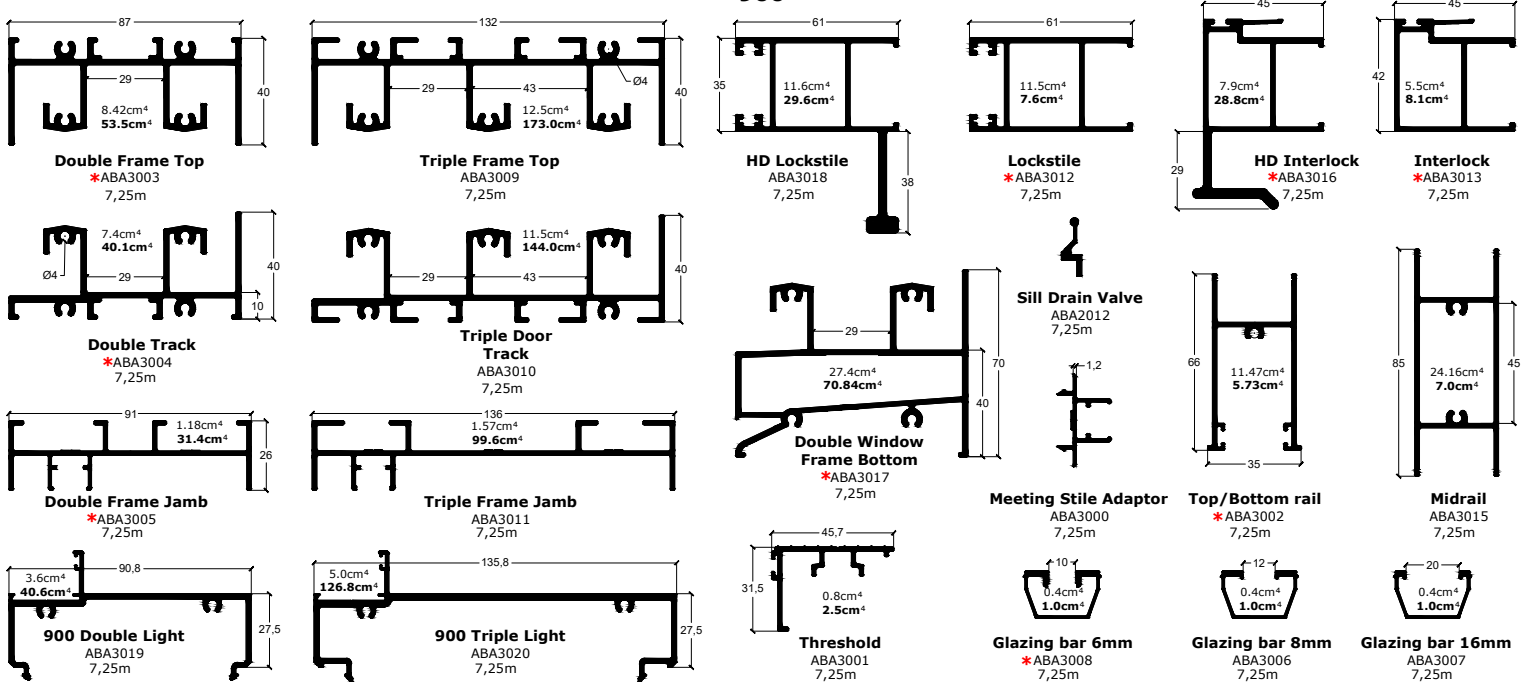 87
40
29
8.42cm⁴
53.5cm⁴
Double Frame Top
*ABA3003
7,25m
132
Ø4
40
29
43
12.5cm⁴
173.0cm⁴
Triple Frame Top
ABA3009
7,25m
61
35
11.6cm⁴
29.6cm⁴
38
HD Lockstile
ABA3018
7,25m
61
11.5cm⁴
7.6cm⁴
Lockstile
*ABA3012
7,25m
45
7.9cm⁴
28.8cm⁴
29
HD Interlock
*ABA3016
7,25m
45
42
5.5cm⁴
8.1cm⁴
Interlock
*ABA3013
7,25m
7.4cm⁴
40.1cm⁴
Ø4
29
40
10
Double Track
*ABA3004
7,25m
11.5cm⁴
144.0cm⁴
29
43
40
Triple Door
Track
ABA3010
7,25m
29
27.4cm⁴
70.84cm⁴
70
40
Double Window
Frame Bottom
*ABA3017
7,25m
Sill Drain Valve
ABA2012
7,25m
1,2
Meeting Stile Adaptor
ABA3000
7,25m
66
11.47cm⁴
5.73cm⁴
35
Top/Bottom rail
*ABA3002
7,25m
85
24.16cm⁴
7.0cm⁴
45
Midrail
ABA3015
7,25m
91
1.18cm⁴
31.4cm⁴
26
Double Frame Jamb
*ABA3005
7,25m
136
1.57cm⁴
99.6cm⁴
Triple Frame Jamb
ABA3011
7,25m
90,8
3.6cm⁴
40.6cm⁴
27,5
900 Double Light
ABA3019
7,25m
135,8
5.0cm⁴
126.8cm⁴
27,5
900 Triple Light
ABA3020
7,25m
45,7
31,5
0.8cm⁴
2.5cm⁴
Threshold
ABA3001
7,25m
10
0.4cm⁴
1.0cm⁴
Glazing bar 6mm
*ABA3008
7,25m
12
0.4cm⁴
1.0cm⁴
Glazing bar 8mm
ABA3006
7,25m
20
0.4cm⁴
1.0cm⁴
Glazing bar 16mm
ABA3007
7,25m